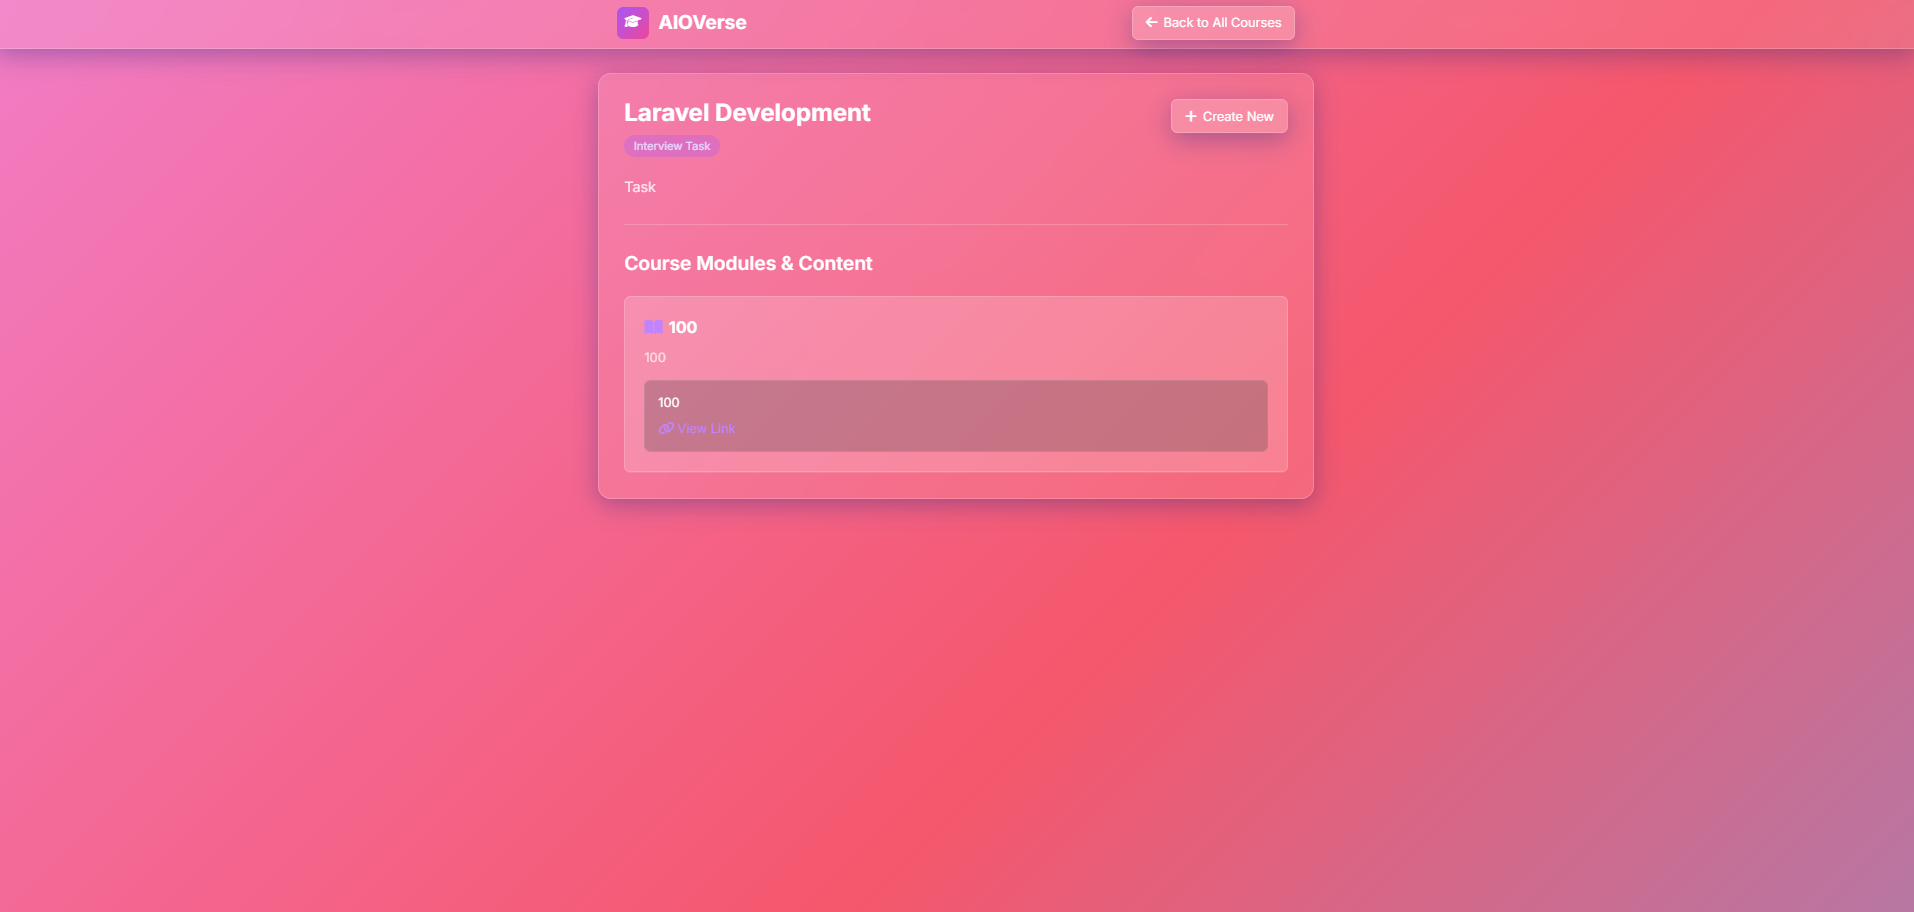 AIOVerse
Back to All Courses
Laravel Development
Create New
Interview Task
Task
Course Modules & Content
100
100
100
View Link